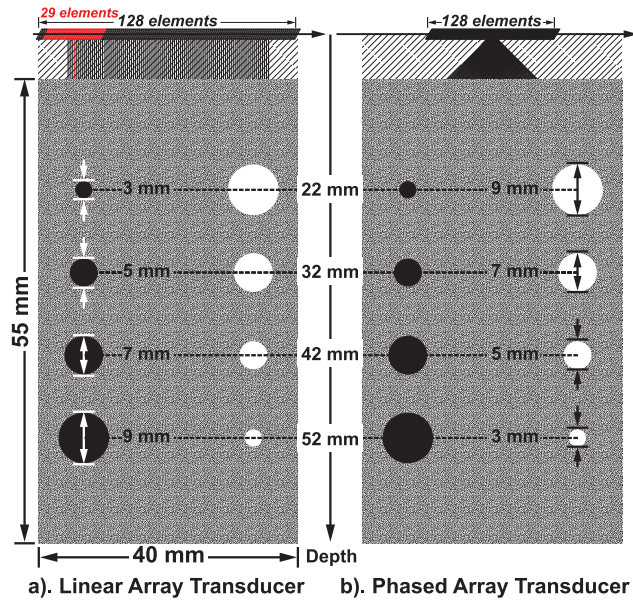 29 elements
128 elements
128 elements
3 mm
22 mm
9 mm
5 mm
32 mm
7 mm
7 mm
42 mm
5 mm
9 mm
52 mm
3 mm
55 mm
40 mm
Depth
a). Linear Array Transducer
b). Phased Array Transducer